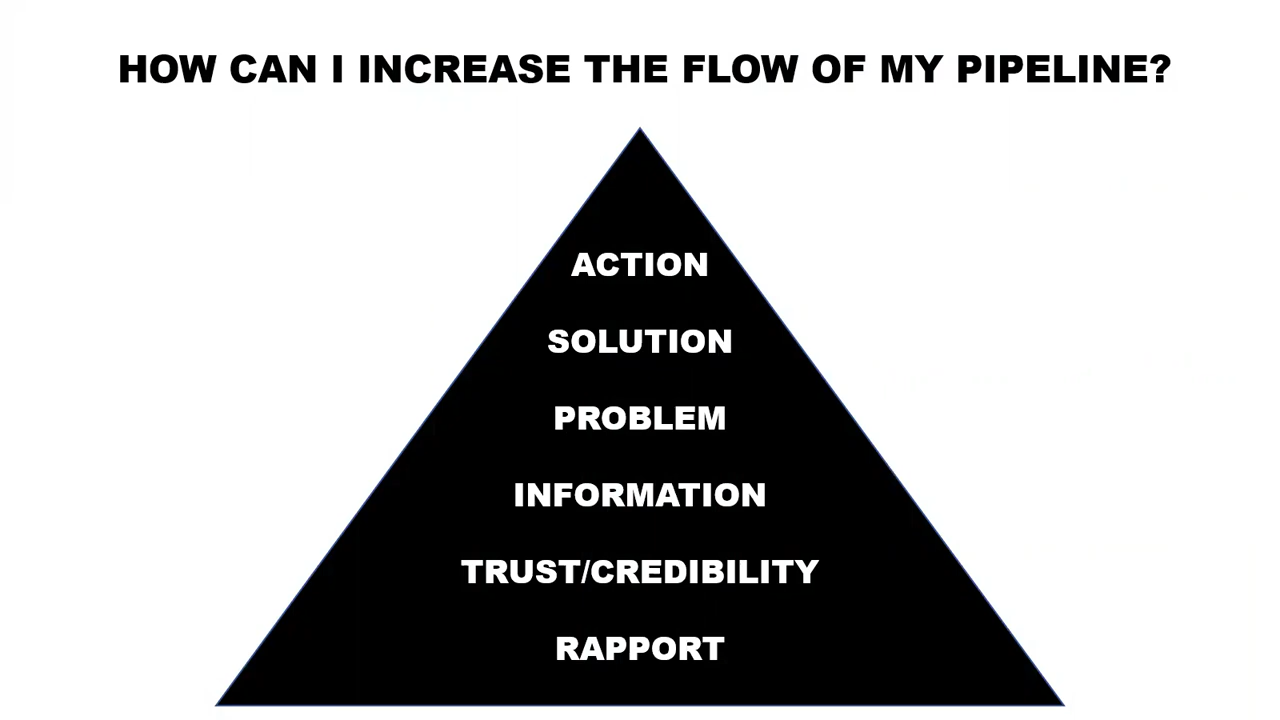 HOW CAN I INCREASE THE FLOW OF MY PIPELINE?
ACTION
SOLUTION
PROBLEM
INFORMATION
TRUST/CREDIBILITY
RAPPORT